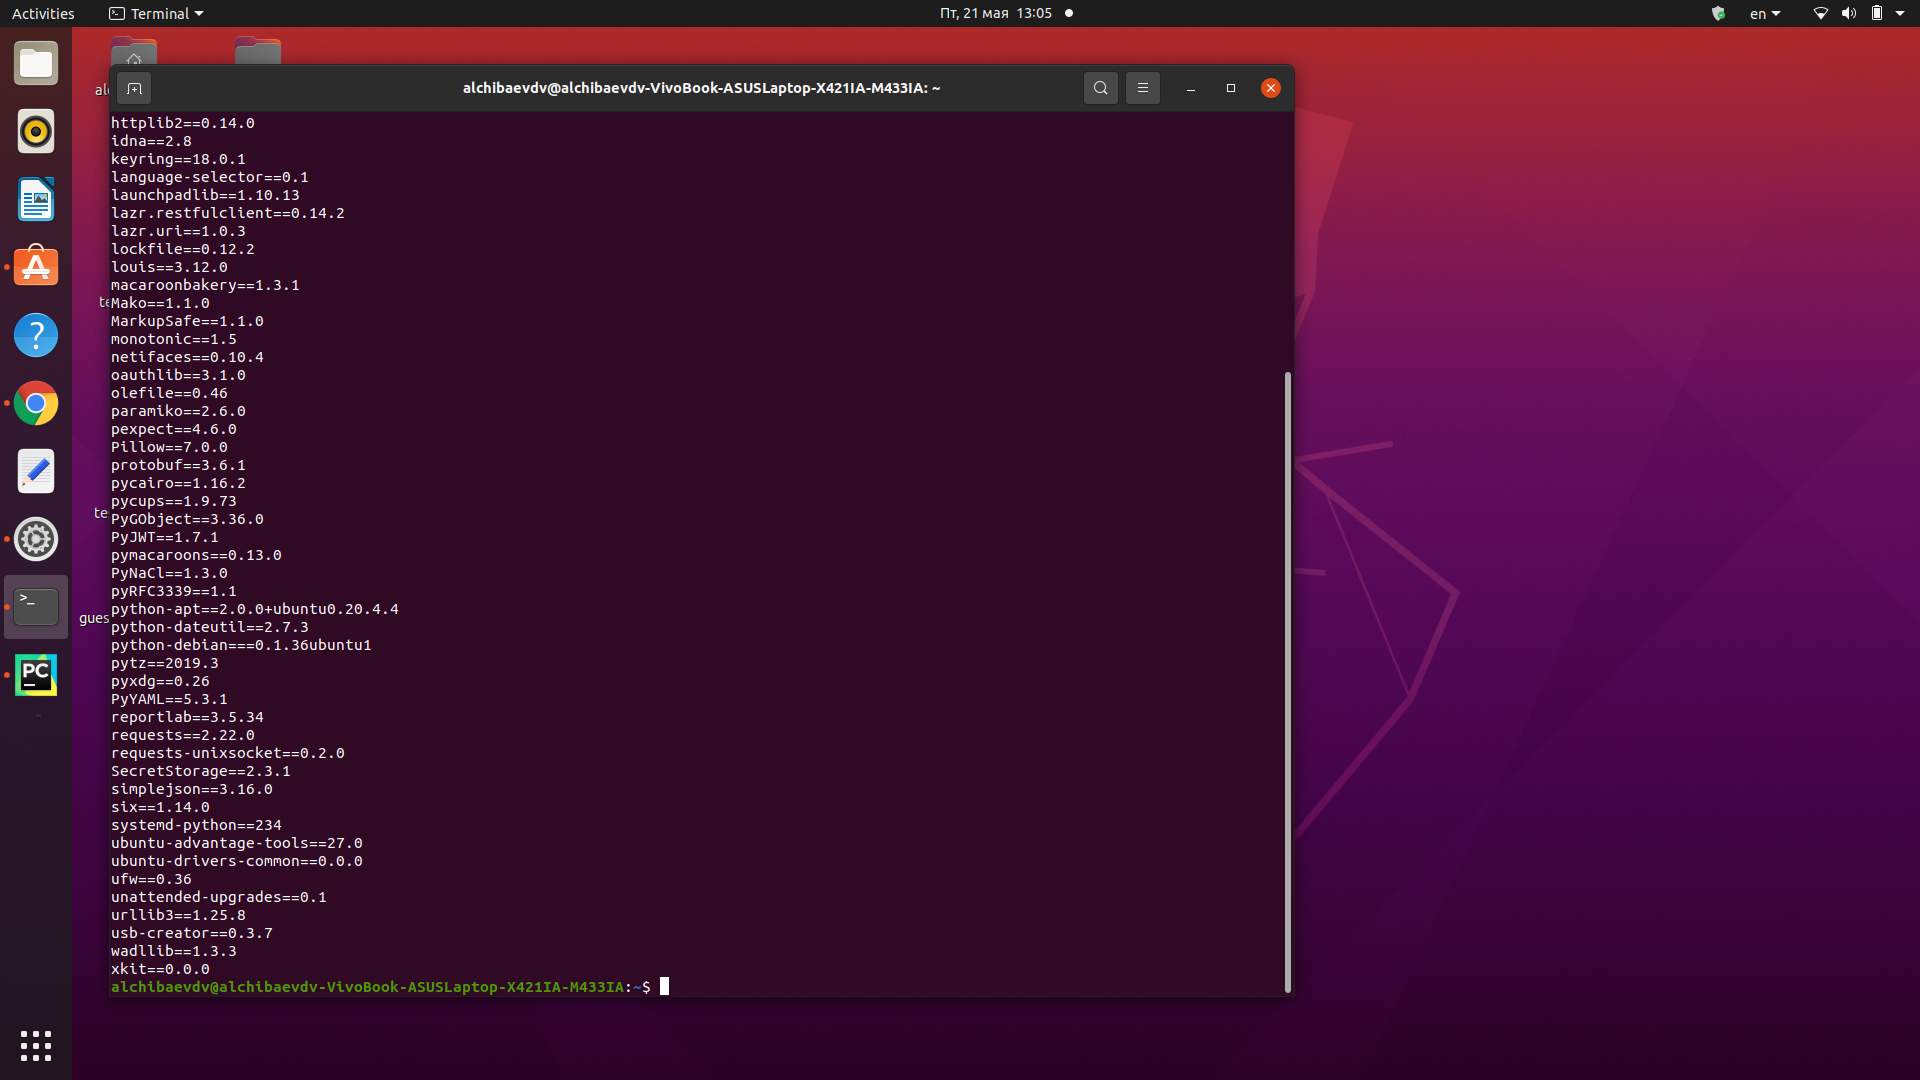 Activities
Terminal
Пт, 21 мая 13:05
en
alchibaevdv@alchibaevdv-VivoBook-ASUSLaptop-X421IA-M433IA: ~
httplib2==0.14.0
idna==2.8
keyring==18.0.1
language-selector==0.1
launchpadlib==1.10.13
lazr.restfulclient==0.14.2
lazr.uri==1.0.3
lockfile==0.12.2
louis==3.12.0
macaroonbakery==1.3.1
Mako==1.1.0
MarkupSafe==1.1.0
monotonic==1.5
netifaces==0.10.4
oauthlib==3.1.0
olefile==0.46
paramiko==2.6.0
pexpect==4.6.0
Pillow==7.0.0
protobuf==3.6.1
pycairo==1.16.2
pycups==1.9.73
PyGObject==3.36.0
PyJWT==1.7.1
pymacaroons==0.13.0
PyNaCl==1.3.0
pyRFC3339==1.1
python-apt==2.0.0+ubuntu0.20.4.4
python-dateutil==2.7.3
python-debian===0.1.36ubuntu1
pytz==2019.3
pyxdg==0.26
PyYAML==5.3.1
reportlab==3.5.34
requests==2.22.0
requests-unixsocket==0.2.0
SecretStorage==2.3.1
simplejson==3.16.0
six==1.14.0
systemd-python==234
ubuntu-advantage-tools==27.0
ubuntu-drivers-common==0.0.0
ufw==0.36
unattended-upgrades==0.1
urllib3==1.25.8
usb-creator==0.3.7
wadllib==1.3.3
xkit==0.0.0
alchibaevdv@alchibaevdv-VivoBook-ASUSLaptop-X421IA-M433IA:~$
PC